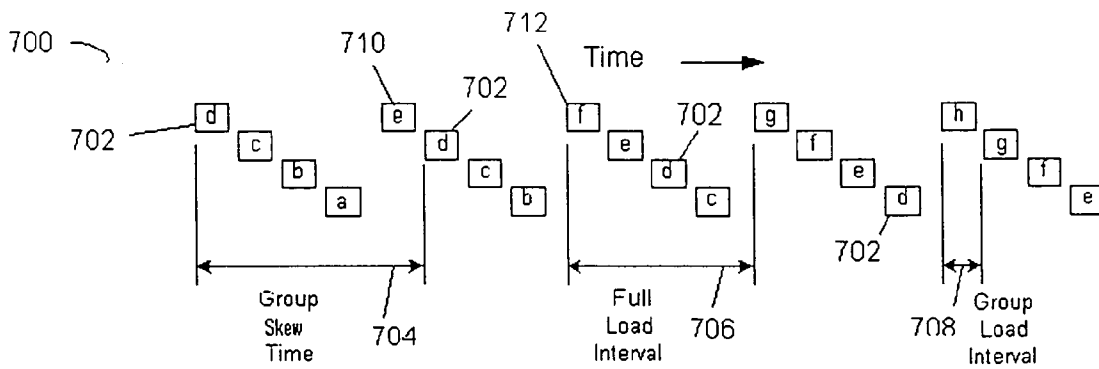 700
710
712
Time
702
702
702
d
e
f
g
h
c
d
e
f
g
b
c
d
e
f
a
b
c
d
e
702
Group
Skew
Time
704
Full
Load
Interval
706
708
Group
Load
Interval